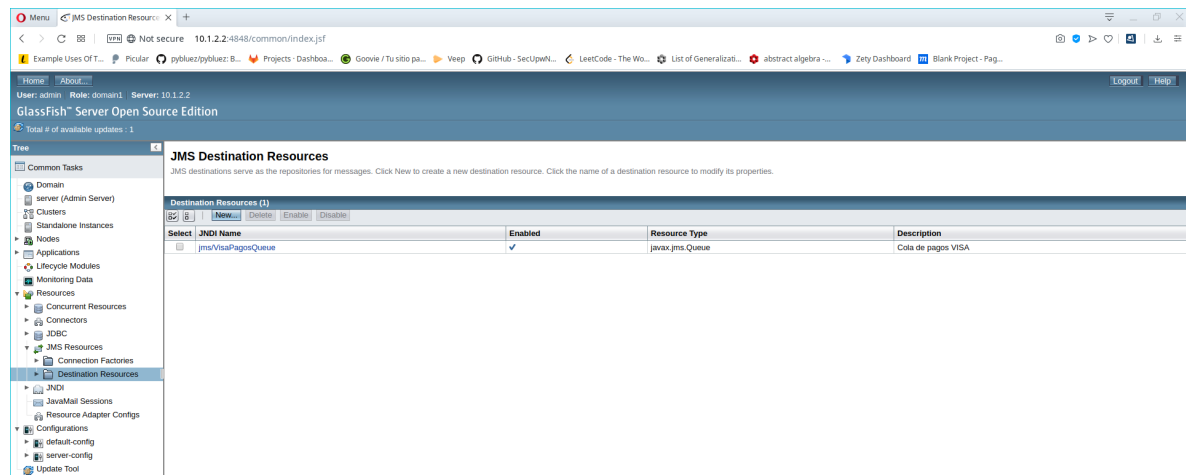 Menu JMS Destination Resource × +
VPN Not secure 10.1.2.2:4848/common/index.jsf
Example Uses Of T... Picular pybluez/pybluez: B... Projects · Dashboa... Goovie / Tu sitio pa... Veep GitHub - SecUpwN... LeetCode - The Wo... List of Generalizati... abstract algebra -... Zety Dashboard Blank Project - Pag...
Home About... Logout Help
User: admin Role: domain1 Server: 10.1.2.2
GlassFish™ Server Open Source Edition
Total # of available updates : 1
Tree
Common Tasks
Domain
server (Admin Server)
Clusters
Standalone Instances
Nodes
Applications
Lifecycle Modules
Monitoring Data
Resources
Concurrent Resources
Connectors
JDBC
JMS Resources
Connection Factories
Destination Resources
JNDI
JavaMail Sessions
Resource Adapter Configs
Configurations
default-config
server-config
Update Tool
JMS Destination Resources
JMS destinations serve as the repositories for messages. Click New to create a new destination resource. Click the name of a destination resource to modify its properties.
Destination Resources (1)
New... Delete Enable Disable
Select JNDI Name Enabled Resource Type Description
jms/VisaPagosQueue ✓ javax.jms.Queue Cola de pagos VISA